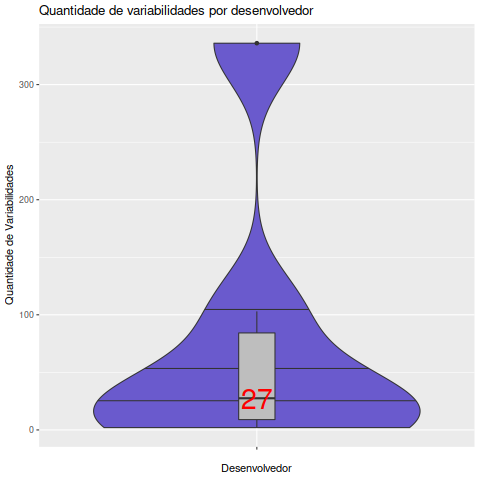 Quantidade de variabilidades por desenvolvedor
Quantidade de Variabilidades
300
200
100
0
27
Desenvolvedor